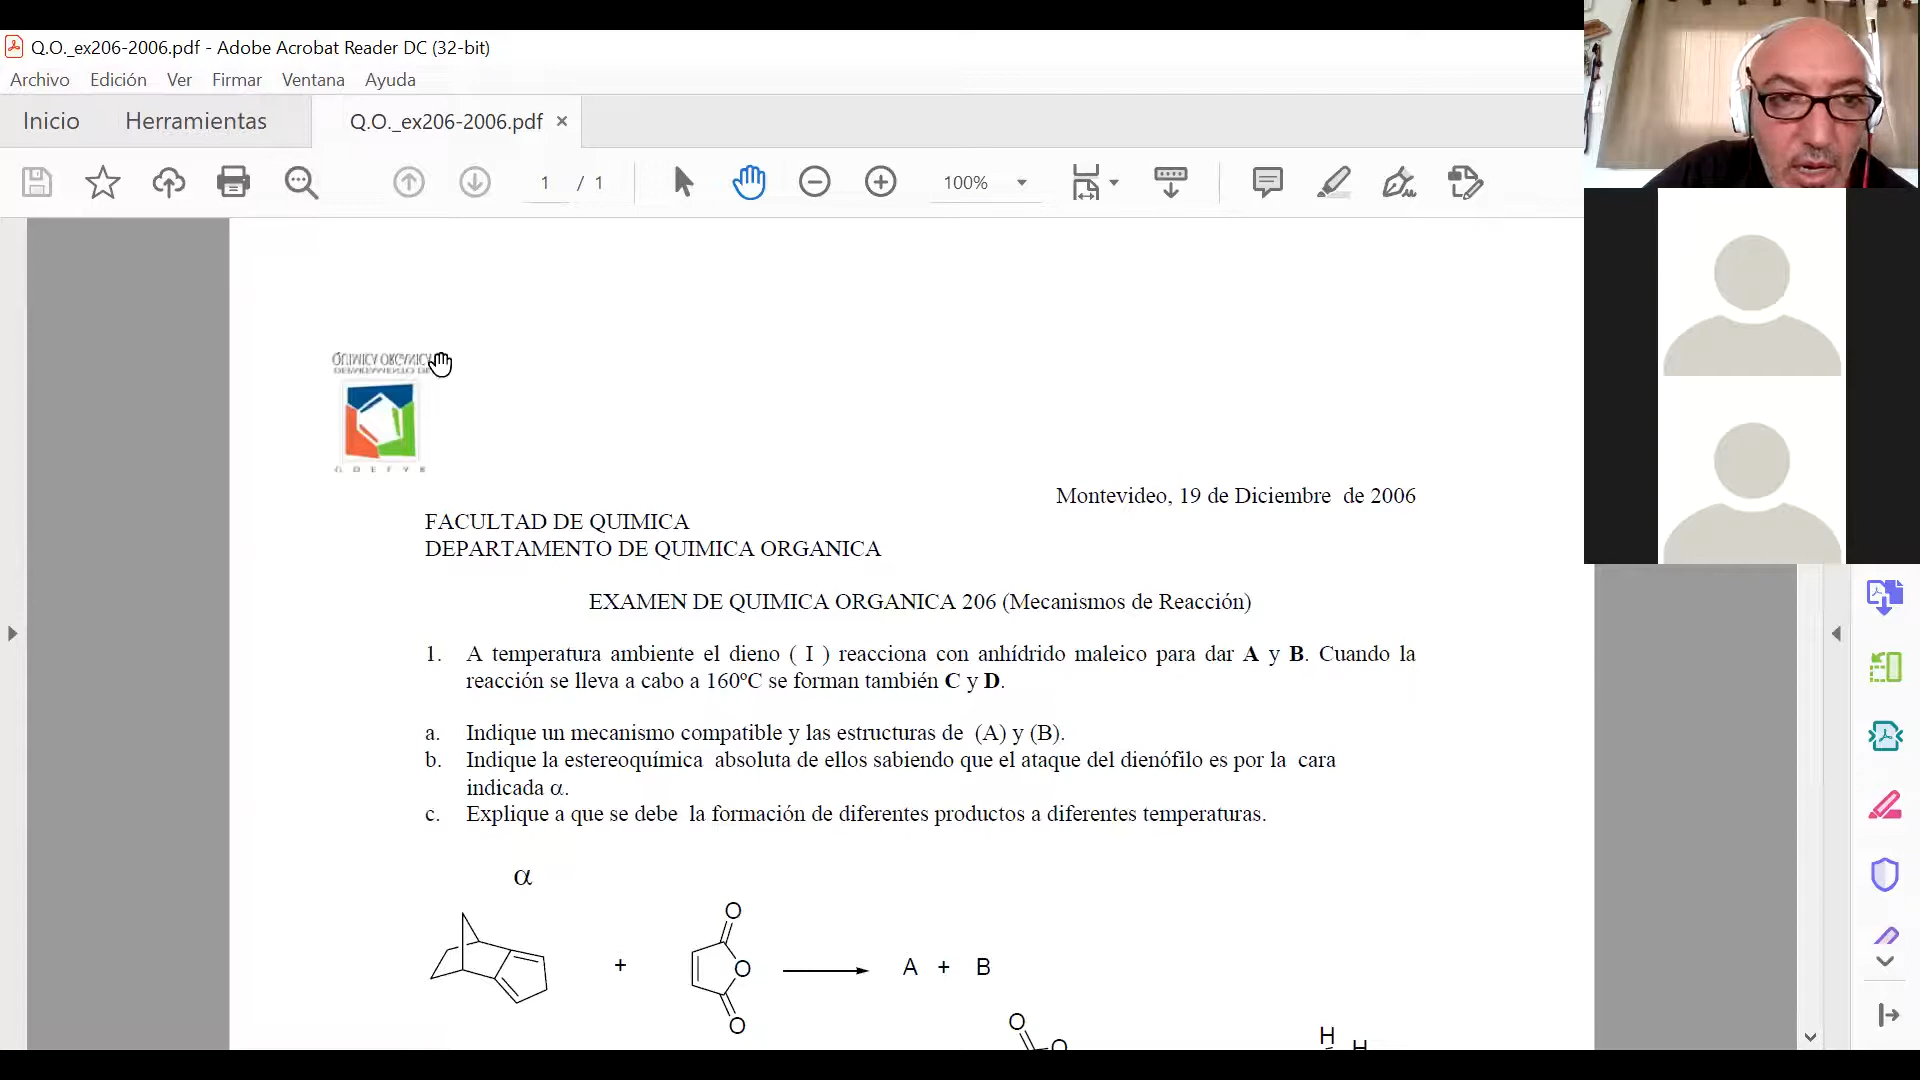 Q.O._ex206-2006.pdf - Adobe Acrobat Reader DC (32-bit)
Archivo Edición Ver Firmar Ventana Ayuda
Inicio Herramientas Q.O._ex206-2006.pdf ×
1 / 1 100%
QUIMICA ORGANICA
DEPARTAMENTO DE
G D E F Y B
Montevideo, 19 de Diciembre de 2006
FACULTAD DE QUIMICA
DEPARTAMENTO DE QUIMICA ORGANICA
EXAMEN DE QUIMICA ORGANICA 206 (Mecanismos de Reacción)
1. A temperatura ambiente el dieno ( I ) reacciona con anhídrido maleico para dar A y B. Cuando la
reacción se lleva a cabo a 160ºC se forman también C y D.
a. Indique un mecanismo compatible y las estructuras de (A) y (B).
b. Indique la estereoquímica absoluta de ellos sabiendo que el ataque del dienófilo es por la cara
indicada α.
c. Explique a que se debe la formación de diferentes productos a diferentes temperaturas.
α
O
+ O A + B
O
O
O
H
H